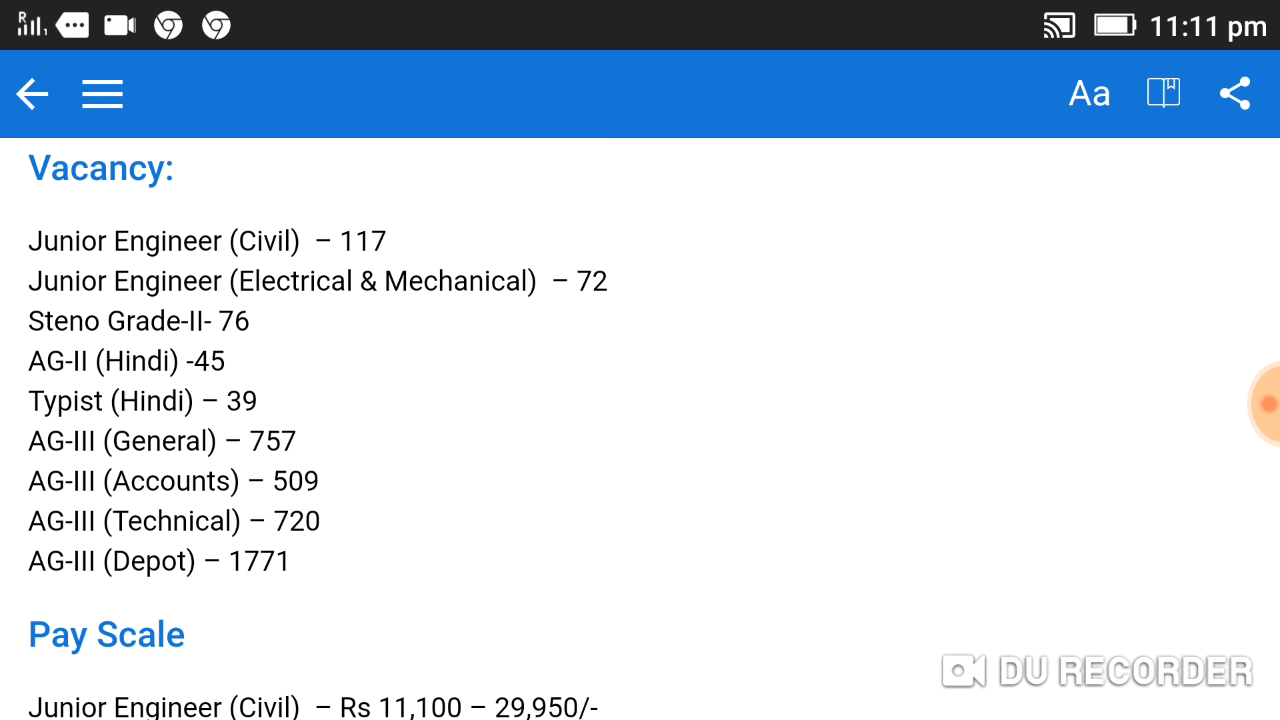 R 1 11:11 pm
Aa
Vacancy:
Junior Engineer (Civil) – 117
Junior Engineer (Electrical & Mechanical) – 72
Steno Grade-II- 76
AG-II (Hindi) -45
Typist (Hindi) – 39
AG-III (General) – 757
AG-III (Accounts) – 509
AG-III (Technical) – 720
AG-III (Depot) – 1771
Pay Scale
DU RECORDER
Junior Engineer (Civil) – Rs 11,100 – 29,950/-